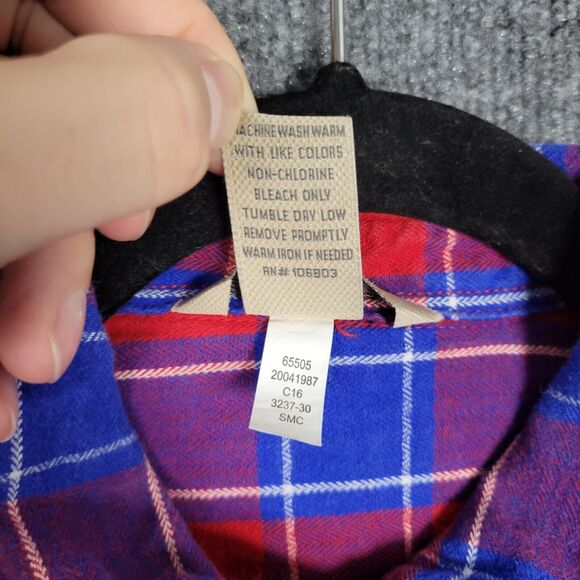 MACHINE WASH WARM
WITH LIKE COLORS
NON-CHLORINE
BLEACH ONLY
TUMBLE DRY LOW
REMOVE PROMPTLY
WARM IRON IF NEEDED
RN# 106803
65505
20041987
C16
3237-30
SMC